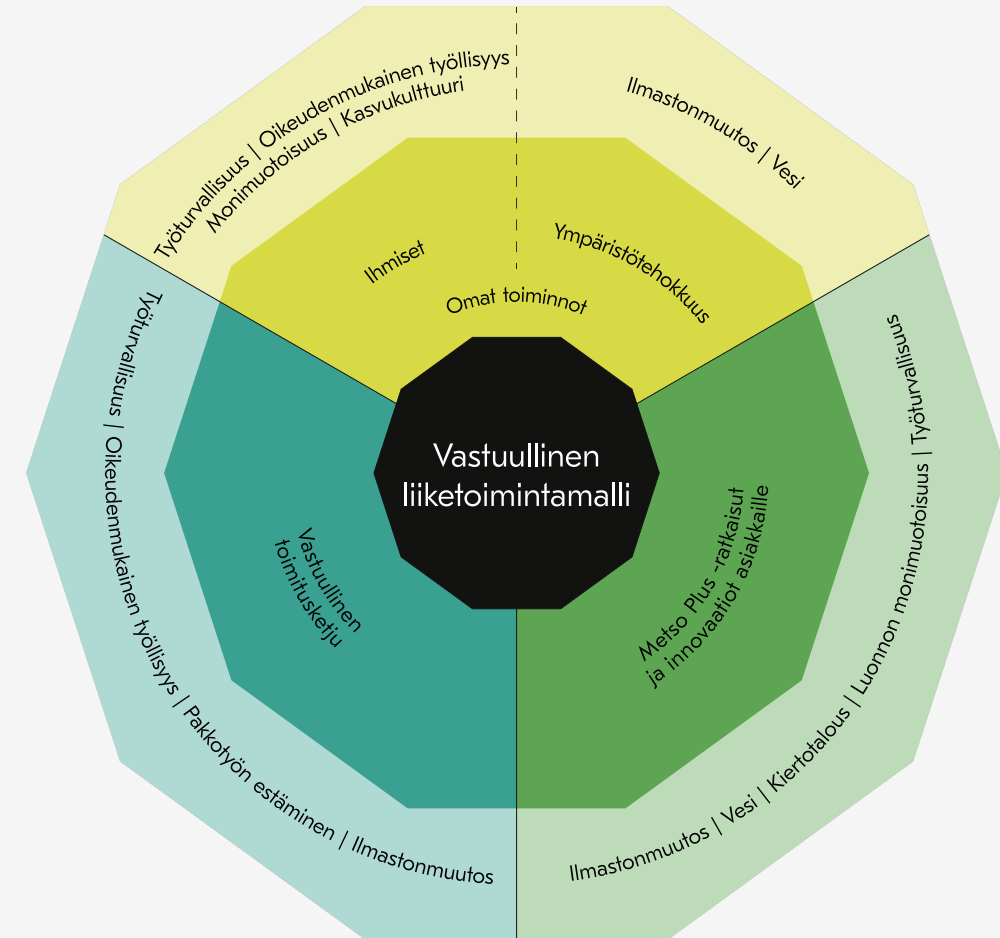 Työturvallisuus | Oikeudenmukainen työllisyys
Monimuotoisuus | Kasvukulttuuri
Ilmastonmuutos | Vesi
Ihmiset
Ympäristötehokkuus
Omat toiminnot
Vastuullinen
liiketoimintamalli
Vastuullinen
toimitusketju
Metso Plus -ratkaisut
ja innovaatiot asiakkaille
Työturvallisuus | Oikeudenmukainen työllisyys | Pakkotyön estäminen | Ilmastonmuutos
Ilmastonmuutos | Vesi | Kiertotalous | Luonnon monimuotoisuus | Työturvallisuus